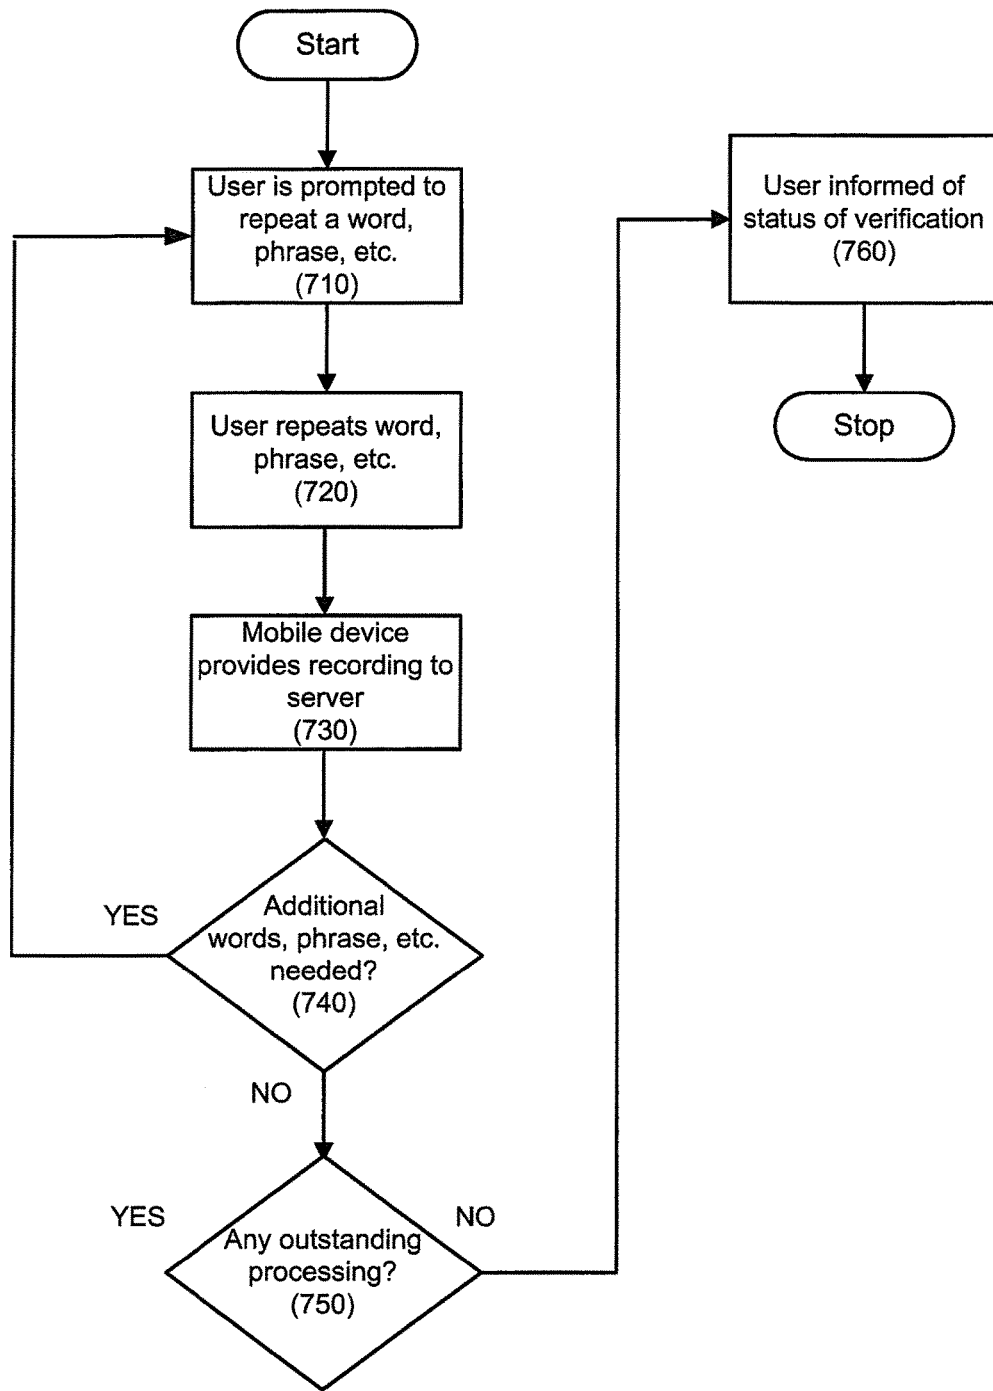 Start
User is prompted to
repeat a word,
phrase, etc.
(710)
User repeats word,
phrase, etc.
(720)
Mobile device
provides recording to
server
(730)
YES
Additional
words, phrase, etc.
needed?
(740)
NO
YES
NO
Any outstanding
processing?
(750)
User informed of
status of verification
(760)
Stop